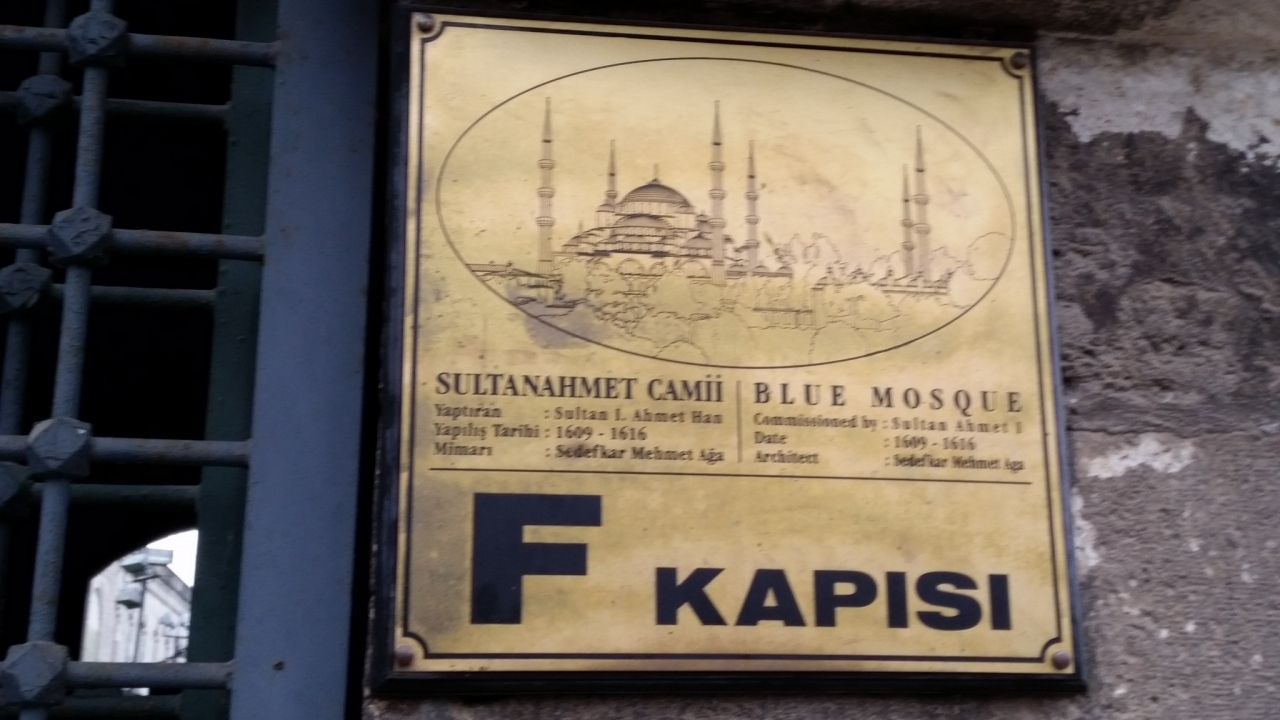 SULTANAHMET CAMİİ
Yaptıran : Sultan I. Ahmet Han
Yapılış Tarihi : 1609 - 1616
Mimarı : Sedefkar Mehmet Ağa
BLUE MOSQUE
Commissioned by : Sultan Ahmet I
Date : 1609 - 1616
Architect : Sedefkar Mehmet Aga
F KAPISI